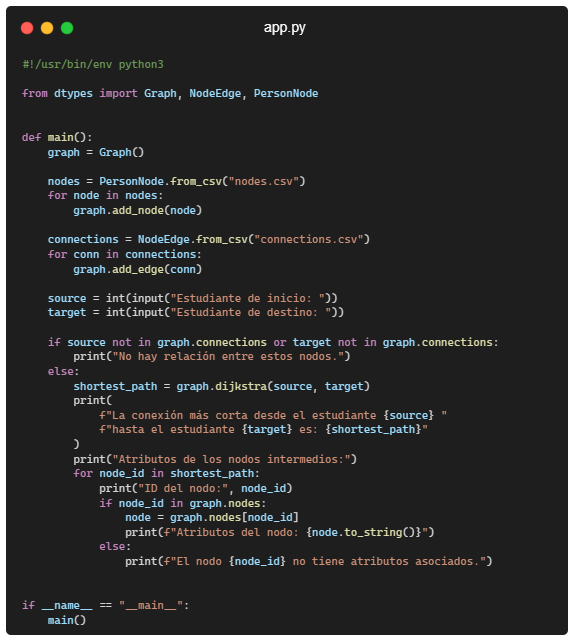 app.py
#!/usr/bin/env python3
from dtypes import Graph, NodeEdge, PersonNode
def main():
    graph = Graph()
    nodes = PersonNode.from_csv("nodes.csv")
    for node in nodes:
        graph.add_node(node)
    connections = NodeEdge.from_csv("connections.csv")
    for conn in connections:
        graph.add_edge(conn)
    source = int(input("Estudiante de inicio: "))
    target = int(input("Estudiante de destino: "))
    if source not in graph.connections or target not in graph.connections:
        print("No hay relación entre estos nodos.")
    else:
        shortest_path = graph.dijkstra(source, target)
        print(
            f"La conexión más corta desde el estudiante {source} "
            f"hasta el estudiante {target} es: {shortest_path}"
        )
        print("Atributos de los nodos intermedios:")
        for node_id in shortest_path:
            print("ID del nodo:", node_id)
            if node_id in graph.nodes:
                node = graph.nodes[node_id]
                print(f"Atributos del nodo: {node.to_string()}")
            else:
                print(f"El nodo {node_id} no tiene atributos asociados.")
if __name__ == "__main__":
    main()